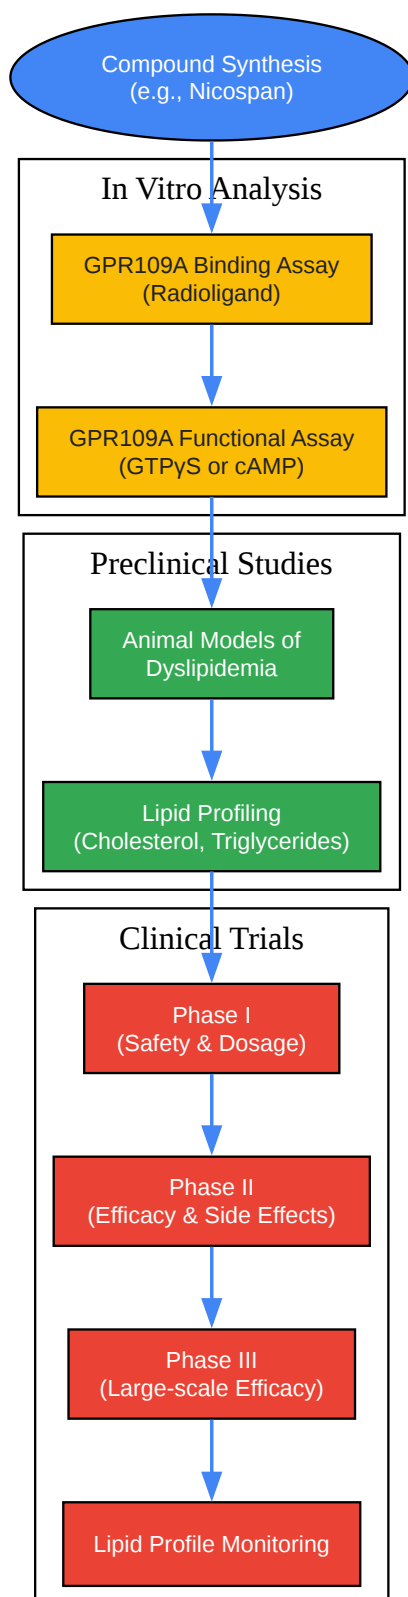 Compound Synthesis
(e.g., Nicospan)
In Vitro Analysis
GPR109A Binding Assay
(Radioligand)
GPR109A Functional Assay
(GTPγS or cAMP)
Preclinical Studies
Animal Models of
Dyslipidemia
Lipid Profiling
(Cholesterol, Triglycerides)
Clinical Trials
Phase I
(Safety & Dosage)
Phase II
(Efficacy & Side Effects)
Phase III
(Large-scale Efficacy)
Lipid Profile Monitoring